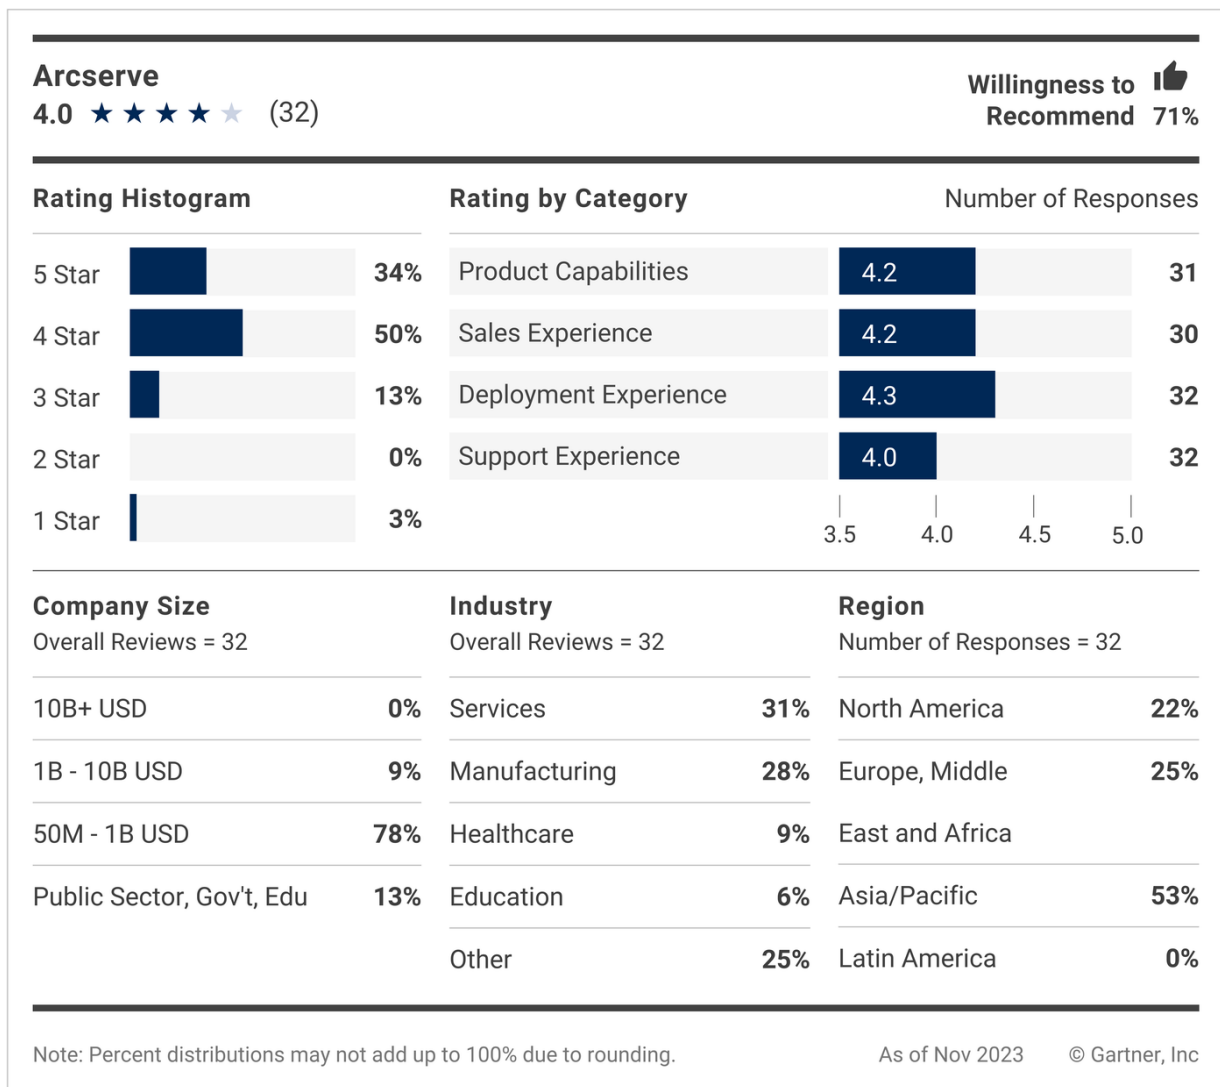 Arcserve
4.0 ★ ★ ★ ★ ★ (32)
Willingness to
Recommend 71%
Rating Histogram
5 Star 34%
4 Star 50%
3 Star 13%
2 Star 0%
1 Star 3%
Rating by Category Number of Responses
Product Capabilities 4.2 31
Sales Experience 4.2 30
Deployment Experience 4.3 32
Support Experience 4.0 32
3.5 4.0 4.5 5.0
Company Size
Overall Reviews = 32
10B+ USD 0%
1B - 10B USD 9%
50M - 1B USD 78%
Public Sector, Gov't, Edu 13%
Industry
Overall Reviews = 32
Services 31%
Manufacturing 28%
Healthcare 9%
Education 6%
Other 25%
Region
Number of Responses = 32
North America 22%
Europe, Middle 25%
East and Africa
Asia/Pacific 53%
Latin America 0%
Note: Percent distributions may not add up to 100% due to rounding.
As of Nov 2023 © Gartner, Inc